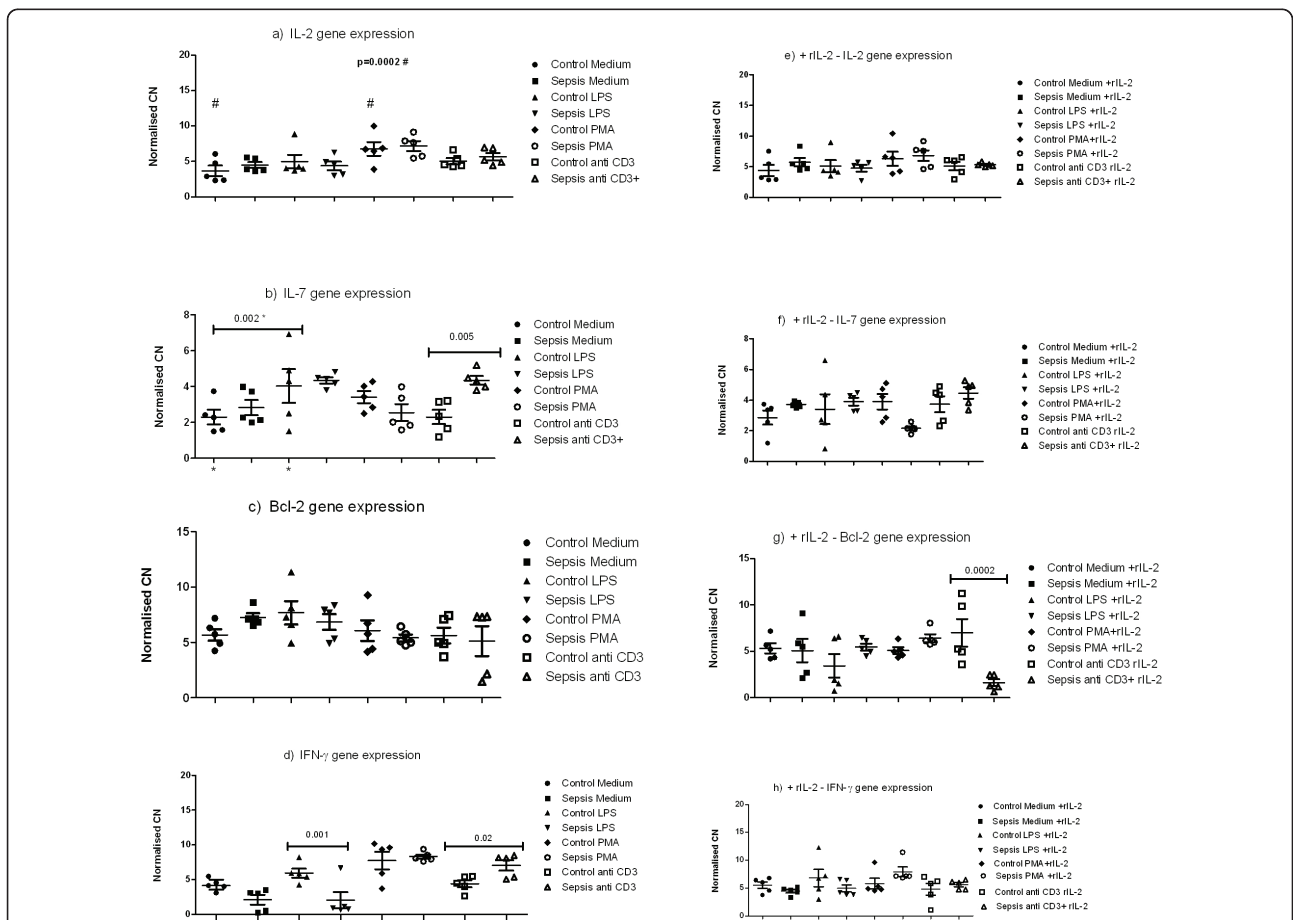 a) IL-2 gene expression
p=0.0002 #
# #
20
15
10
5
0
Normalised CN
Control Medium
Sepsis Medium
Control LPS
Sepsis LPS
Control PMA
Sepsis PMA
Control anti CD3
Sepsis anti CD3+
e) + rIL-2 - IL-2 gene expression
20
15
10
5
0
Normalised CN
Control Medium +rIL-2
Sepsis Medium +rIL-2
Control LPS +rIL-2
Sepsis LPS +rIL-2
Control PMA+rIL-2
Sepsis PMA +rIL-2
Control anti CD3 rIL-2
Sepsis anti CD3+ rIL-2
b) IL-7 gene expression
0.002 *
0.005
8
6
4
2
0
Normalised CN
* *
Control Medium
Sepsis Medium
Control LPS
Sepsis LPS
Control PMA
Sepsis PMA
Control anti CD3
Sepsis anti CD3+
f) + rIL-2 - IL-7 gene expression
8
6
4
2
0
Normalised CN
Control Medium +rIL-2
Sepsis Medium +rIL-2
Control LPS +rIL-2
Sepsis LPS +rIL-2
Control PMA+rIL-2
Sepsis PMA +rIL-2
Control anti CD3 rIL-2
Sepsis anti CD3+ rIL-2
c) Bcl-2 gene expression
15
10
5
0
Normalised CN
Control Medium
Sepsis Medium
Control LPS
Sepsis LPS
Control PMA
Sepsis PMA
Control anti CD3
Sepsis anti CD3
g) + rIL-2 - Bcl-2 gene expression
0.0002
15
10
5
0
Normalised CN
Control Medium +rIL-2
Sepsis Medium +rIL-2
Control LPS +rIL-2
Sepsis LPS +rIL-2
Control PMA+rIL-2
Sepsis PMA +rIL-2
Control anti CD3 rIL-2
Sepsis anti CD3+ rIL-2
d) IFN-γ gene expression
0.001
0.02
20
15
10
5
0
Normalised CN
Control Medium
Sepsis Medium
Control LPS
Sepsis LPS
Control PMA
Sepsis PMA
Control anti CD3
Sepsis anti CD3
h) + rIL-2 - IFN-γ gene expression
20
15
10
5
0
Normalised CN
Control Medium +rIL-2
Sepsis Medium +rIL-2
Control LPS +rIL-2
Sepsis LPS +rIL-2
Control PMA+rIL-2
Sepsis PMA +rIL-2
Control anti CD3 rIL-2
Sepsis anti CD3+ rIL-2